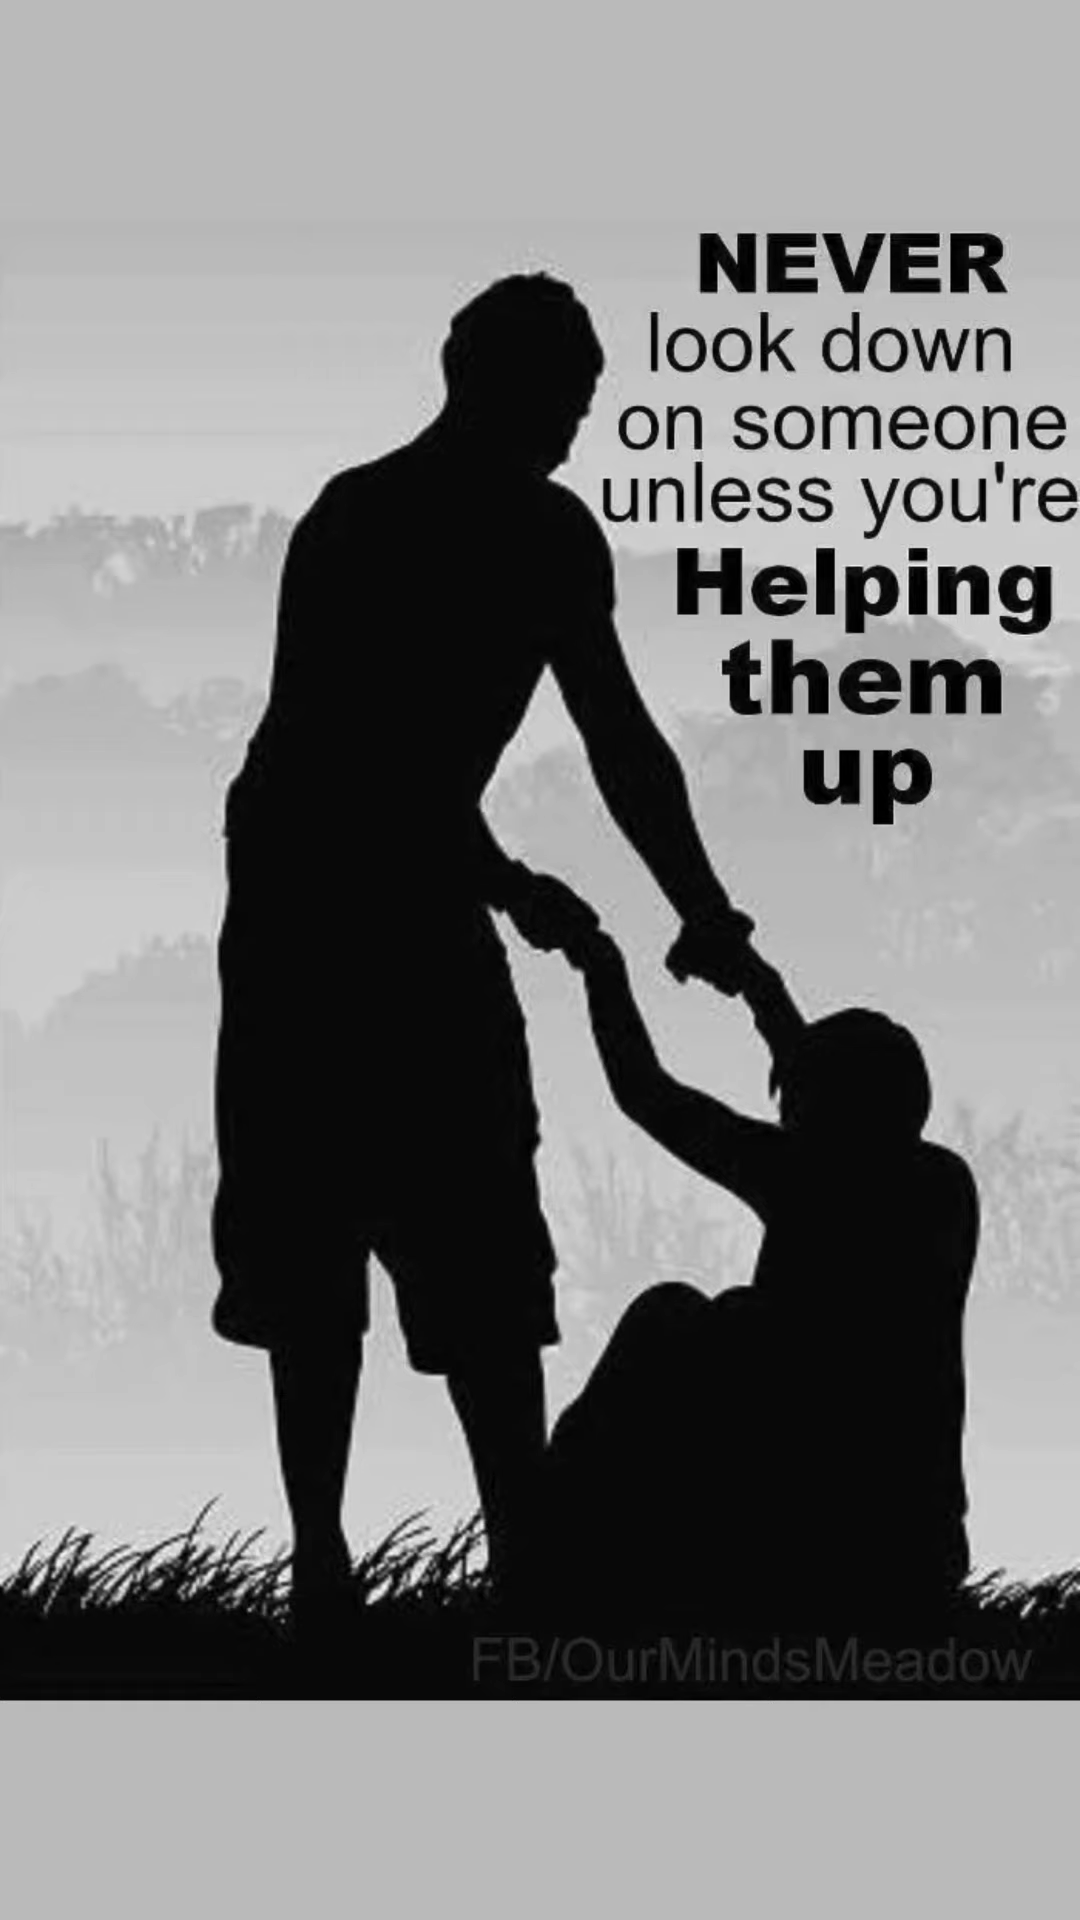 NEVER
look down
on someone
unless you're
Helping
them
up
FB/OurMindsMeadow